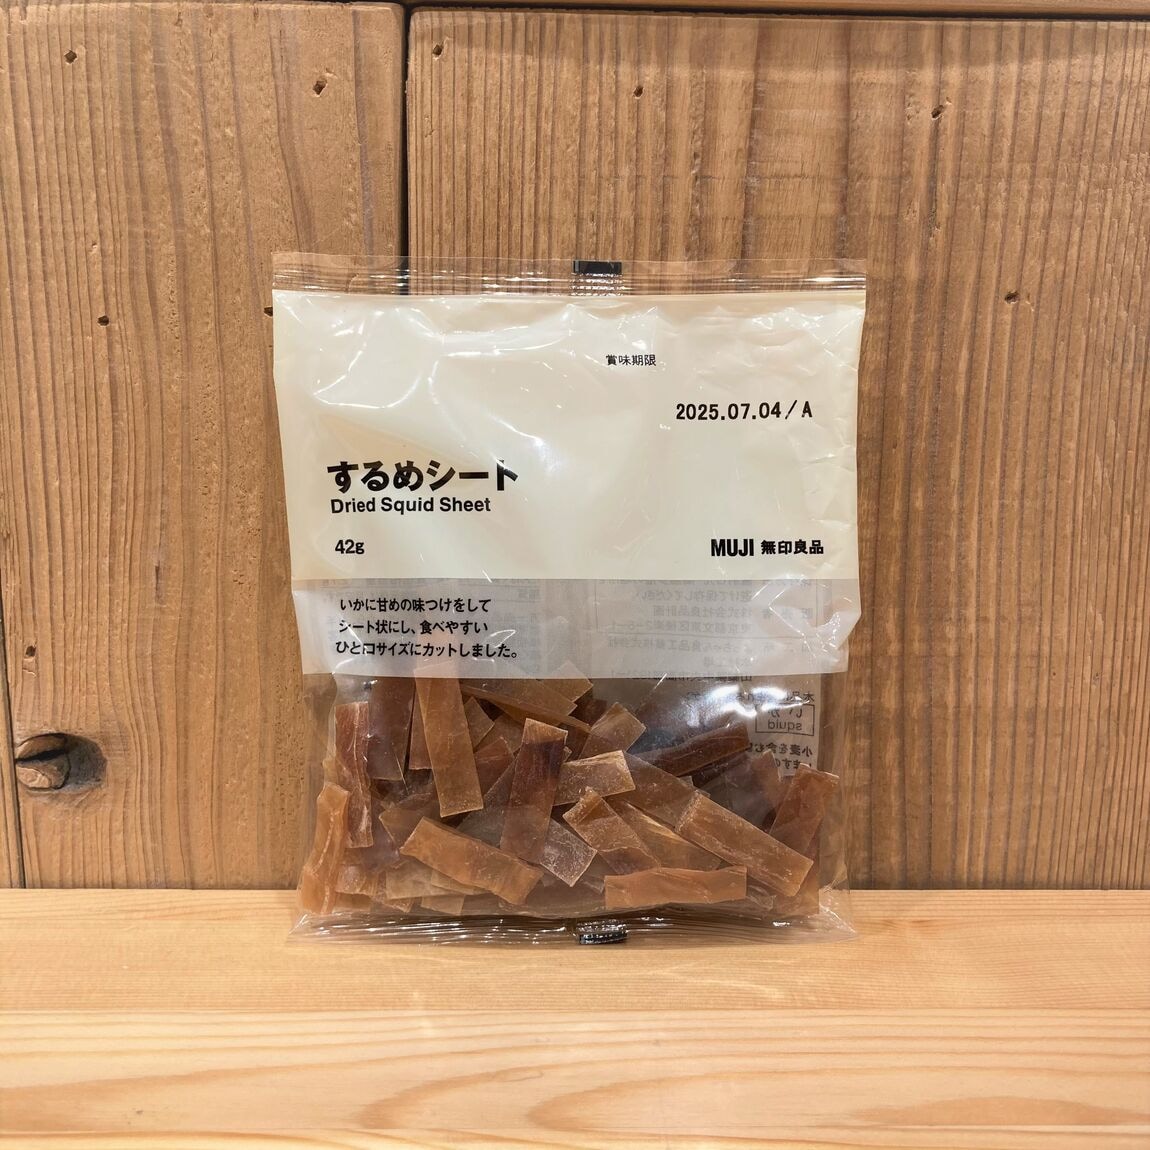 賞味期限
2025.07.04/A
するめシート
Dried Squid Sheet
42g
MUJI 無印良品
いかに甘めの味つけをして
シート状にし、食べやすい
ひと口サイズにカットしました。
いか
squid